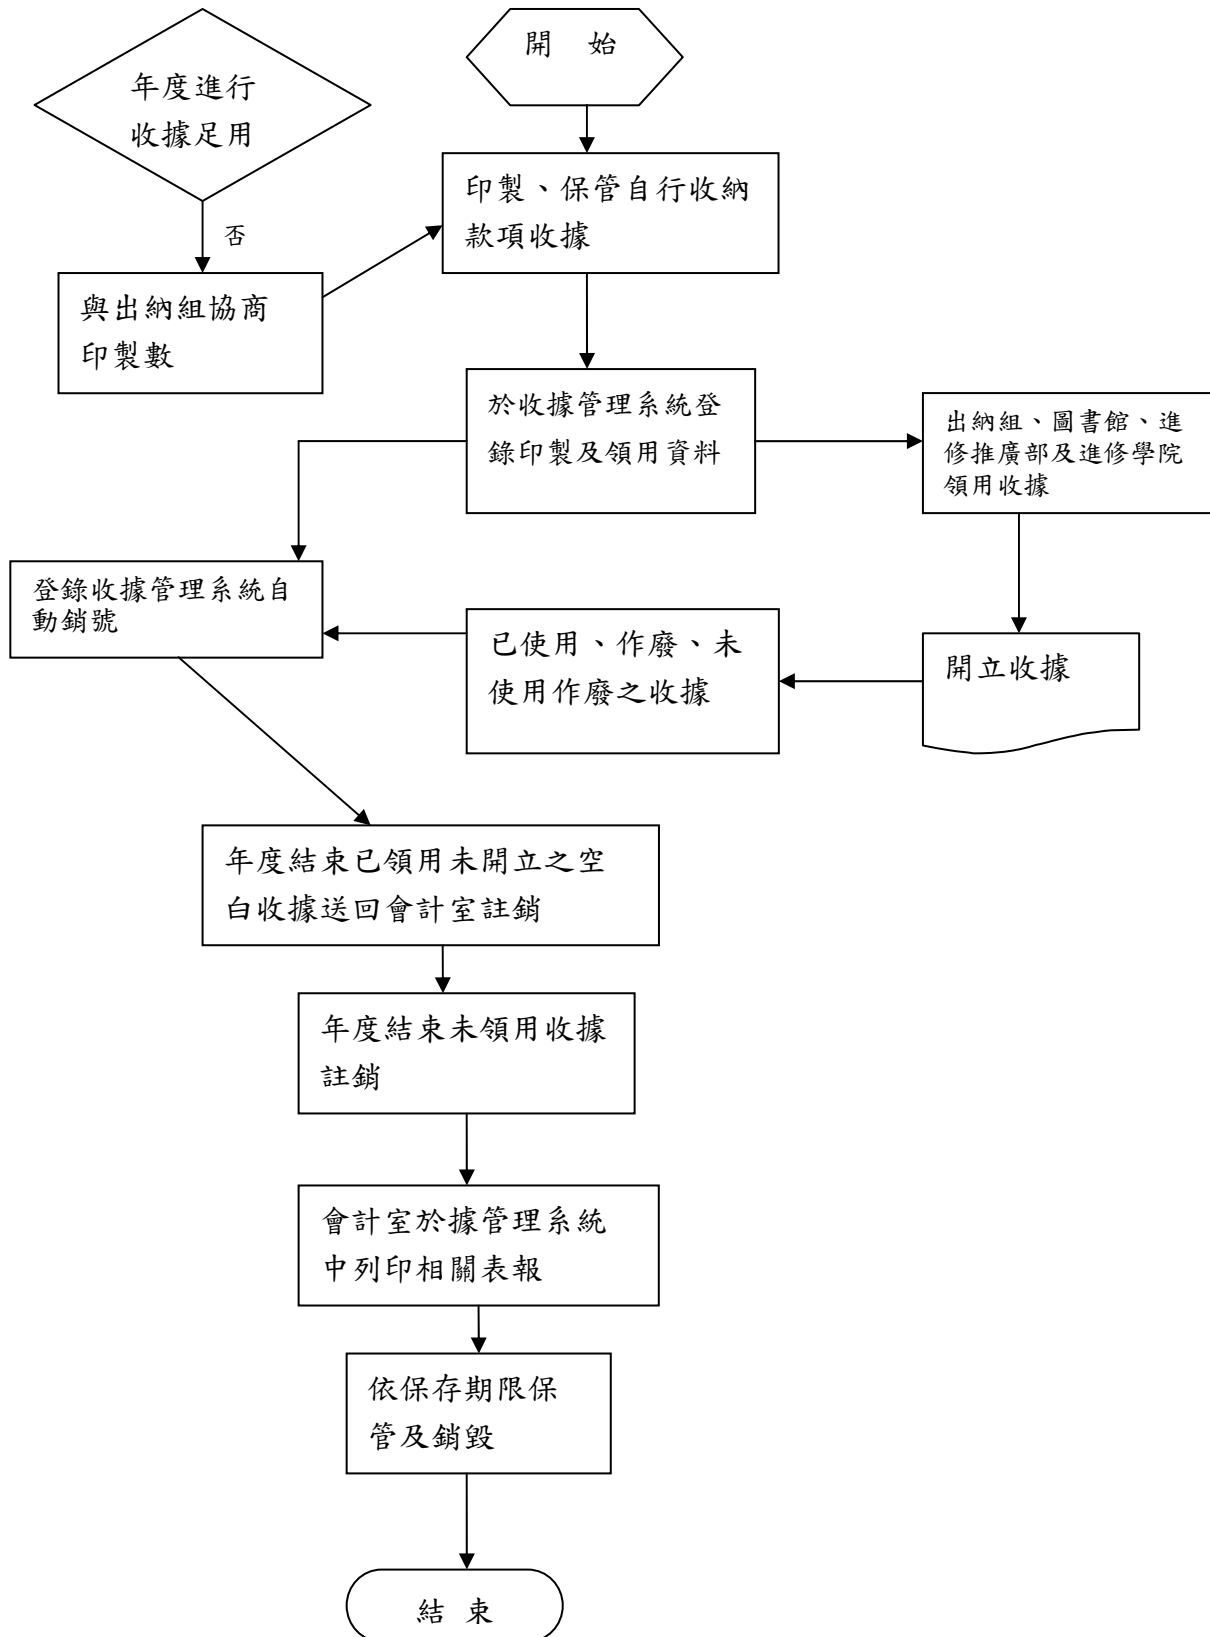 開 始
年度進行
收據足用
否
印製、保管自行收納
款項收據
與出納組協商
印製數
於收據管理系統登
錄印製及領用資料
出納組、圖書館、進
修推廣部及進修學院
領用收據
登錄收據管理系統自
動銷號
已使用、作廢、未
使用作廢之收據
開立收據
年度結束已領用未開立之空
白收據送回會計室註銷
年度結束未領用收據
註銷
會計室於據管理系統
中列印相關表報
依保存期限保
管及銷毀
結 束